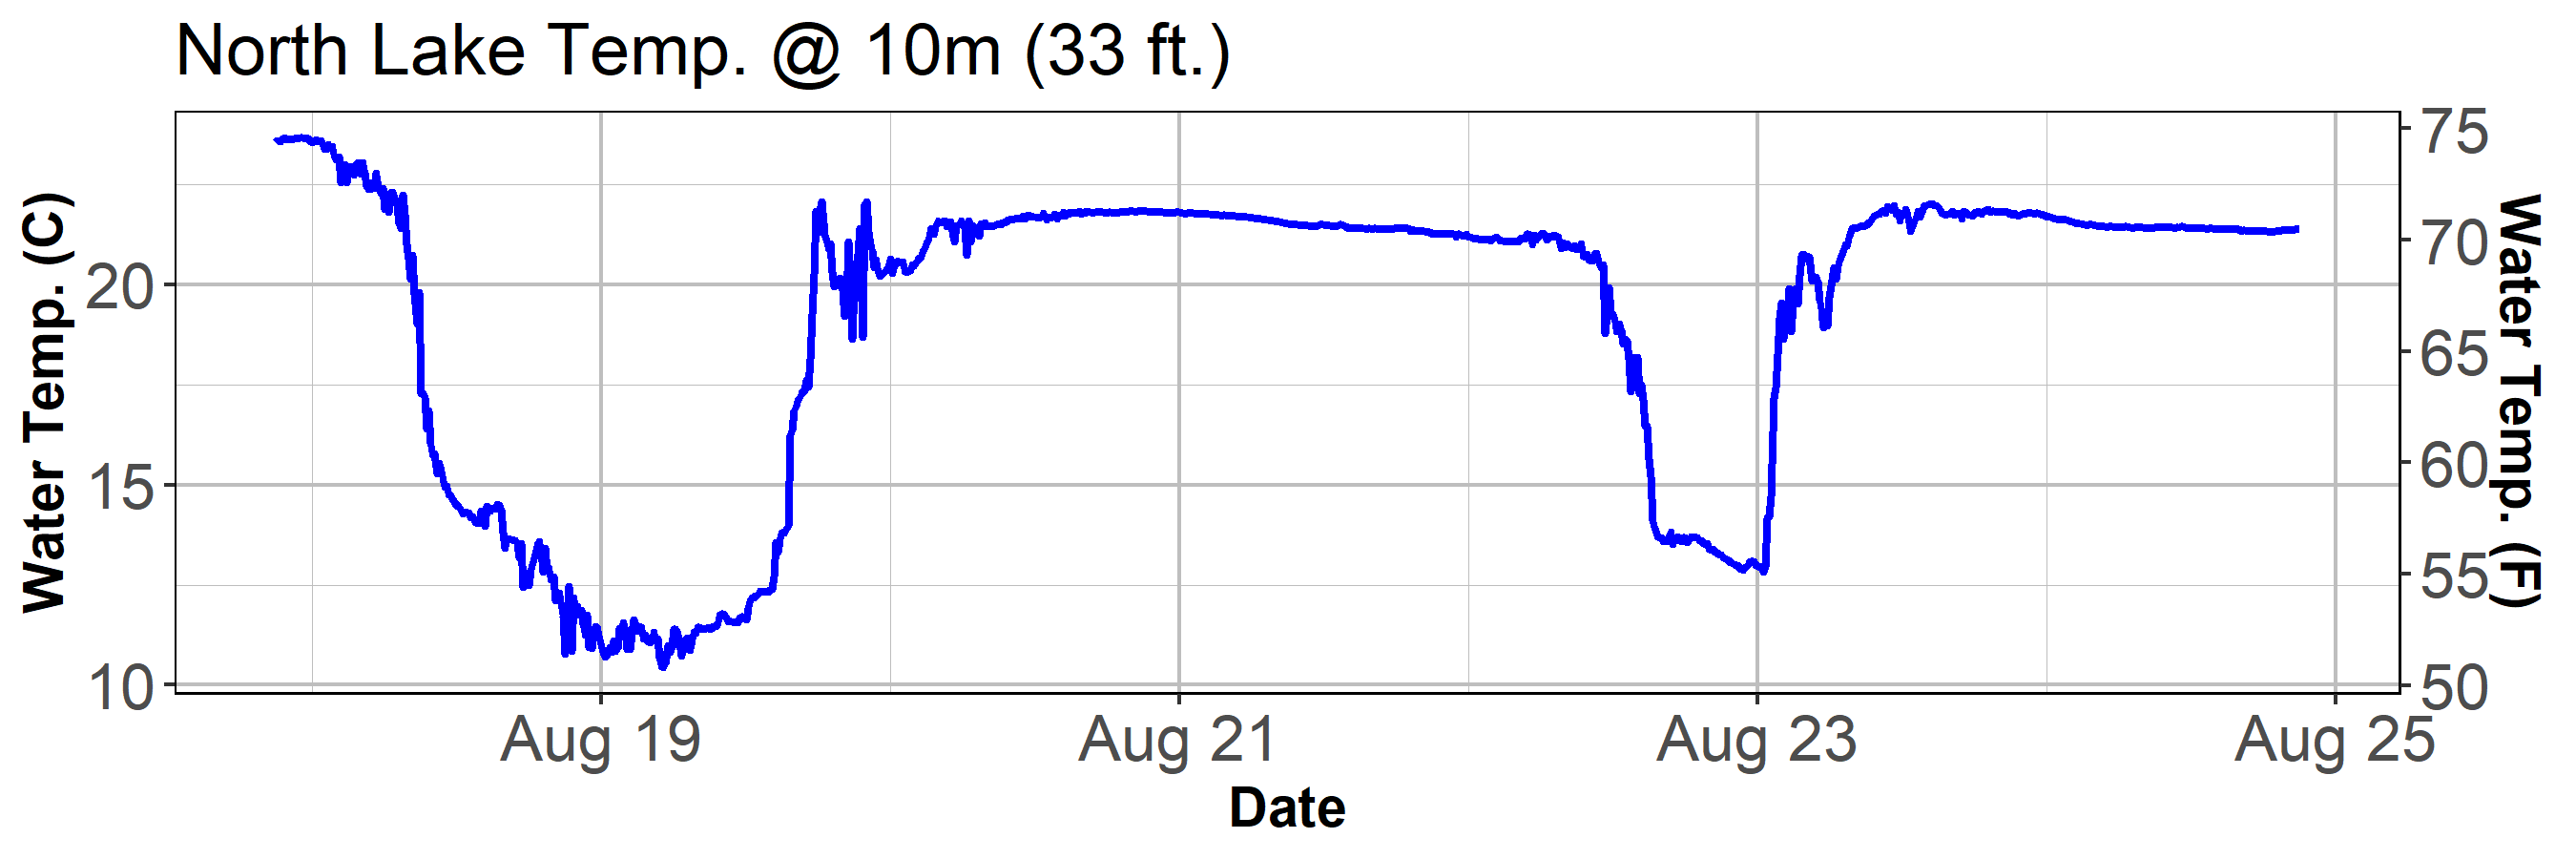 North Lake Temp. @ 10m (33 ft.)
Water Temp. (C)
20
15
10
75
70
65
60
55
50
Water Temp. (F)
Aug 19
Aug 21
Aug 23
Aug 25
Date